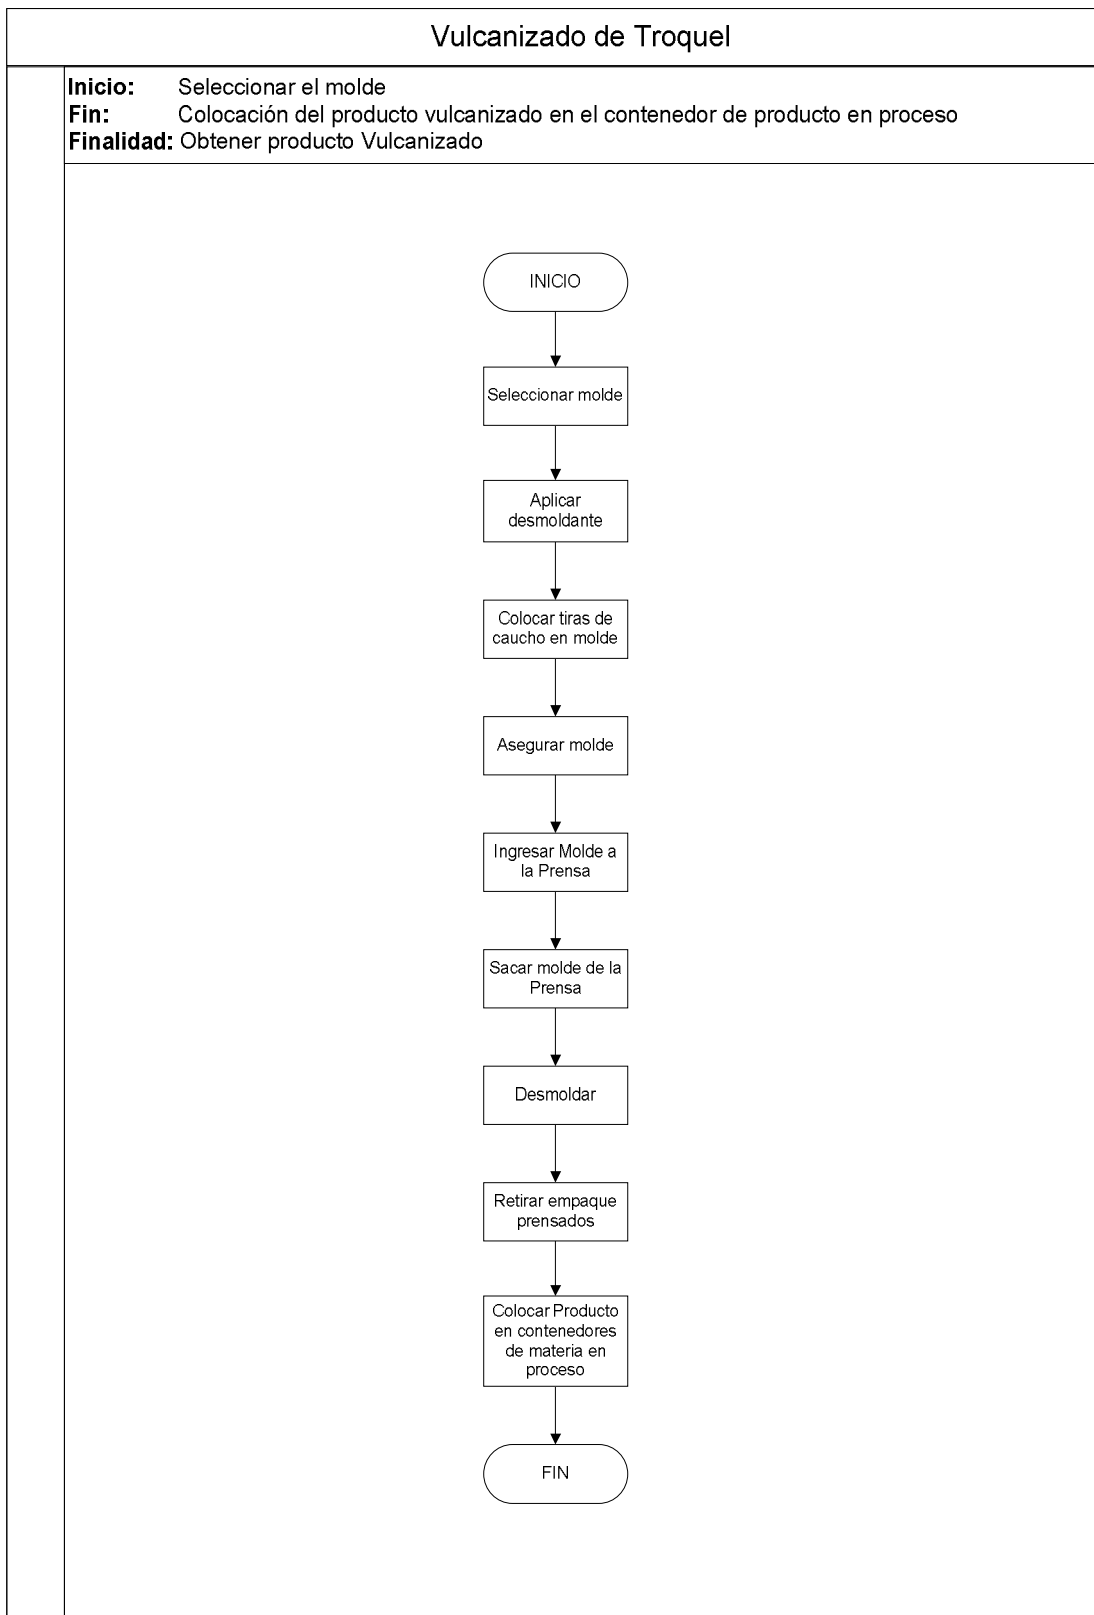 Vulcanizado de Troquel
Inicio: Seleccionar el molde
Fin: Colocación del producto vulcanizado en el contenedor de producto en proceso
Finalidad: Obtener producto Vulcanizado
INICIO
Seleccionar molde
Aplicar
desmoldante
Colocar tiras de
caucho en molde
Asegurar molde
Ingresar Molde a
la Prensa
Sacar molde de la
Prensa
Desmoldar
Retirar empaque
prensados
Colocar Producto
en contenedores
de materia en
proceso
FIN